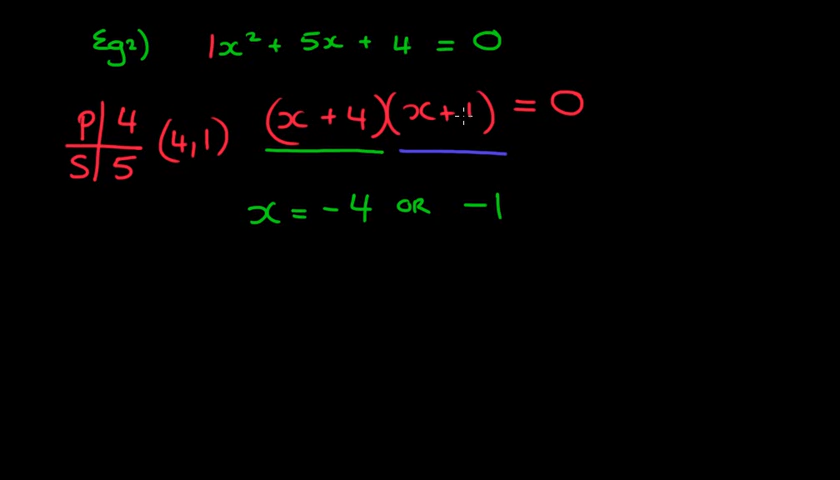 Eg2) 1x² + 5x + 4 = 0
P | 4 (4,1) (x + 4)(x + 1) = 0
S | 5
x = -4 OR -1